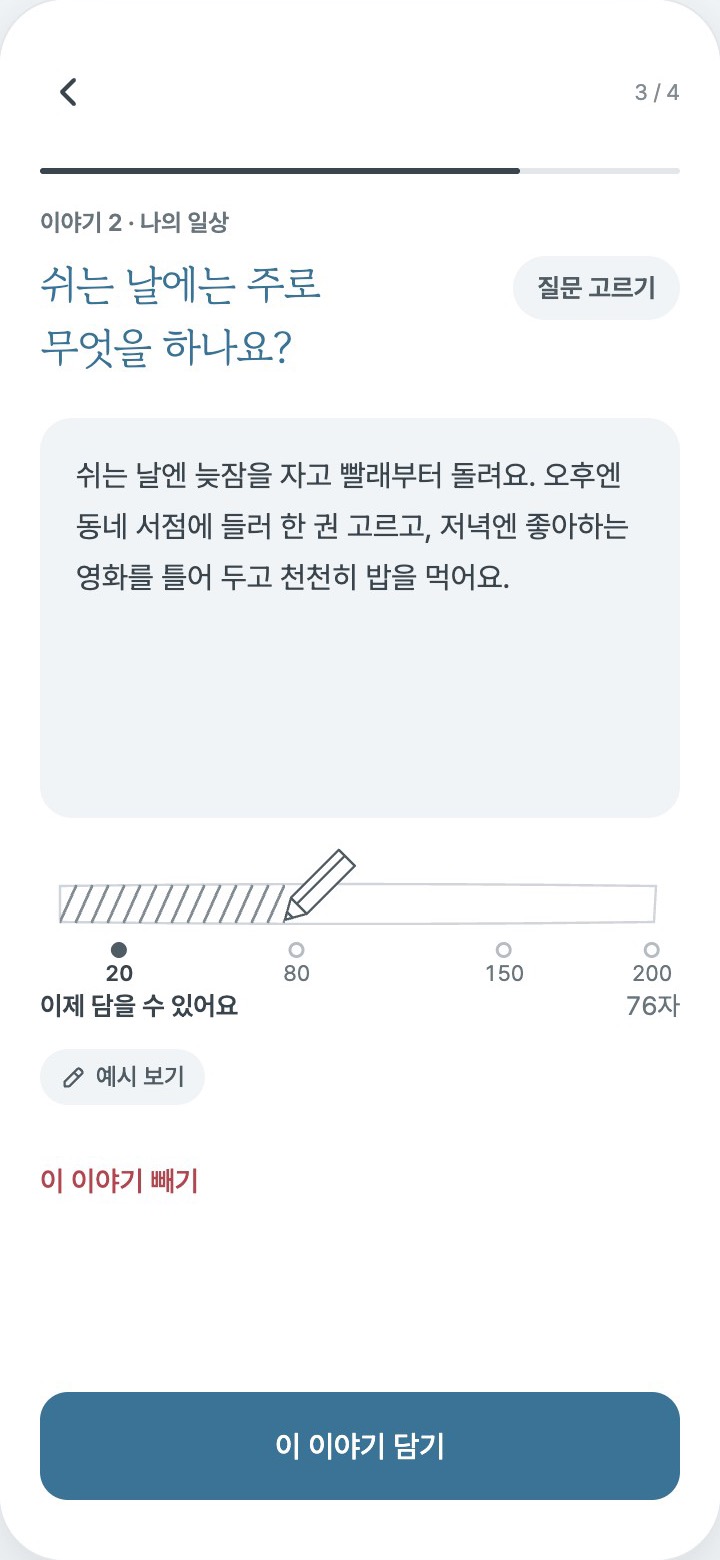 3 / 4
이야기 2 · 나의 일상
쉬는 날에는 주로
무엇을 하나요?
질문 고르기
쉬는 날엔 늦잠을 자고 빨래부터 돌려요. 오후엔
동네 서점에 들러 한 권 고르고, 저녁엔 좋아하는
영화를 틀어 두고 천천히 밥을 먹어요.
20
80
150
200
이제 담을 수 있어요
76자
예시 보기
이 이야기 빼기
이 이야기 담기